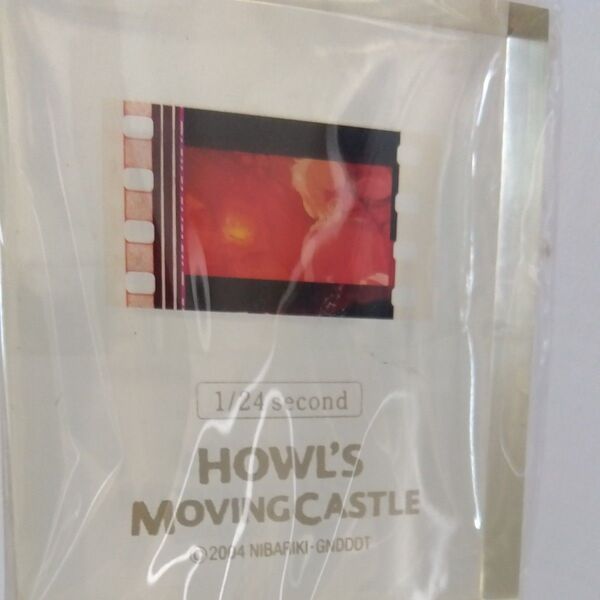 1/24 second
HOWL'S
MOVING CASTLE
©2004 NIBARIKI-GNDDDT